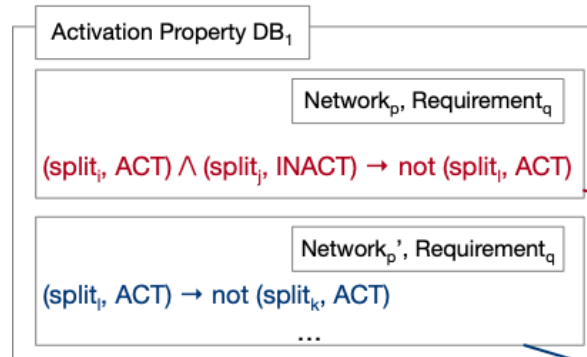 Activation Property DB₁
Networkₚ, Requirement_q
(splitᵢ, ACT) ⋀ (splitⱼ, INACT) → not (splitₗ, ACT)
Networkₚ', Requirement_q
(splitₗ, ACT) → not (splitₖ, ACT)
...